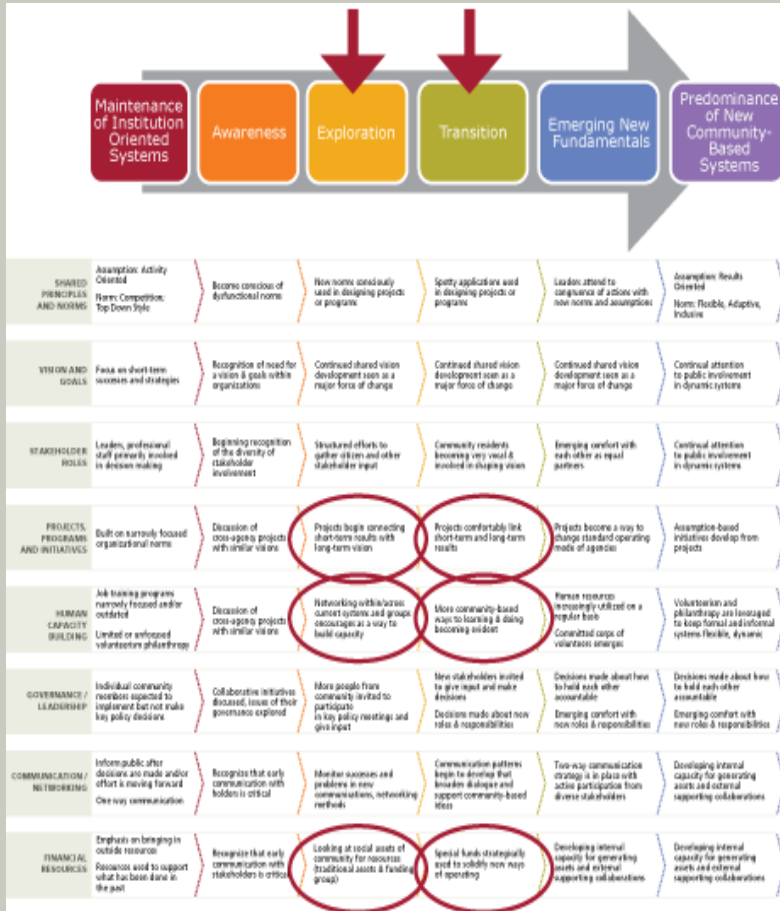 Maintenance
of Institution
Oriented
Systems
Awareness
Exploration
Transition
Emerging New
Fundamentals
Predominance
of New
Community-
Based
Systems
SHARED
PRINCIPLES
AND NORMS
Assumption: Activity
Oriented
Norm: Competition;
Top Down Style
Become conscious of
dysfunctional norms
New norms consciously
used in designing projects
or programs
Spotty applications used
in designing projects or
programs
Leaders attend to
congruence of actions with
new norms and assumptions
Assumption: Results
Oriented
Norm: Flexible, Adaptive,
Inclusive
VISION AND
GOALS
Focus on short-term
successes and strategies
Recognition of need for
a vision & goals within
organizations
Continued shared vision
development seen as a
major force of change
Continued shared vision
development seen as a
major force of change
Continued shared vision
development seen as a
major force of change
Continual attention
to public involvement
in dynamic systems
STAKEHOLDER
ROLES
Leaders, professional
staff primarily involved
in decision making
Beginning recognition
of the diversity of
stakeholder
involvement
Structured efforts to
gather citizen and other
stakeholder input
Community residents
becoming very vocal &
involved in shaping vision
Emerging comfort with
each other as equal
partners
Continual attention
to public involvement
in dynamic systems
PROJECTS,
PROGRAMS
AND INITIATIVES
Built on narrowly focused
organizational norms
Discussion of
cross-agency projects
with similar visions
Projects begin connecting
short-term results with
long-term vision
Projects comfortably link
short-term and long-term
results
Projects become a way to
change standard operating
mode of agencies
Assumption-based
initiatives develop from
projects
HUMAN
CAPACITY
BUILDING
Job training programs
narrowly focused and/or
outdated
Limited or unfocused
volunteerism philanthropy
Discussion of
cross-agency projects
with similar visions
Networking within/across
current systems and groups
encourages as a way to
build capacity
More community-based
ways to learning & doing
becoming evident
Human resources
increasingly utilized on a
regular basis
Committed corps of
volunteers emerges
Volunteerism and
philanthropy are leveraged
to keep formal and informal
systems flexible, dynamic
GOVERNANCE /
LEADERSHIP
Individual community
members expected to
implement but not make
key policy decisions
Collaborative initiatives
discussed, issues of their
governance explored
More people from
community invited to
participate
in key policy meetings and
give input
New stakeholders invited
to give input and make
decisions
Decisions made about new
roles & responsibilities
Decisions made about how
to hold each other
accountable
Emerging comfort with
new roles & responsibilities
Decisions made about how
to hold each other
accountable
Emerging comfort with
new roles & responsibilities
COMMUNICATION /
NETWORKING
Inform public after
decisions are made and/or
effort is moving forward
One way communication
Recognize that early
communication with
holders is critical
Monitor successes and
problems in new
communications, networking
methods
Communication patterns
begin to develop that
broaden dialogue and
support community-based
ideas
Two-way communication
strategy is in place with
active participation from
diverse stakeholders
Developing internal
capacity for generating
assets and external
supporting collaborations
FINANCIAL
RESOURCES
Emphasis on bringing in
outside resources
Resources used to support
what has been done in
the past
Recognize that early
communication with
stakeholders is critical
Looking at social assets of
community for resources
(traditional assets & funding
group)
Special funds strategically
used to solidify new ways
of operating
Developing internal
capacity for generating
assets and external
supporting collaborations
Developing internal
capacity for generating
assets and external
supporting collaborations